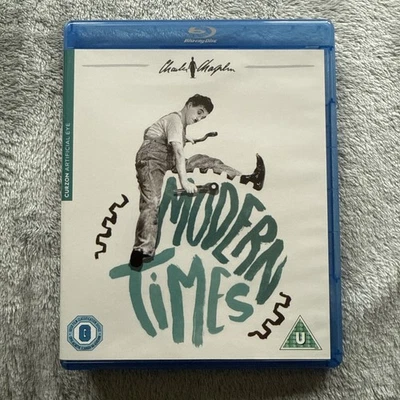 Blu-ray Disc
Charlie Chaplin
CURZON ARTIFICIAL EYE
MODERN
TIMES
U